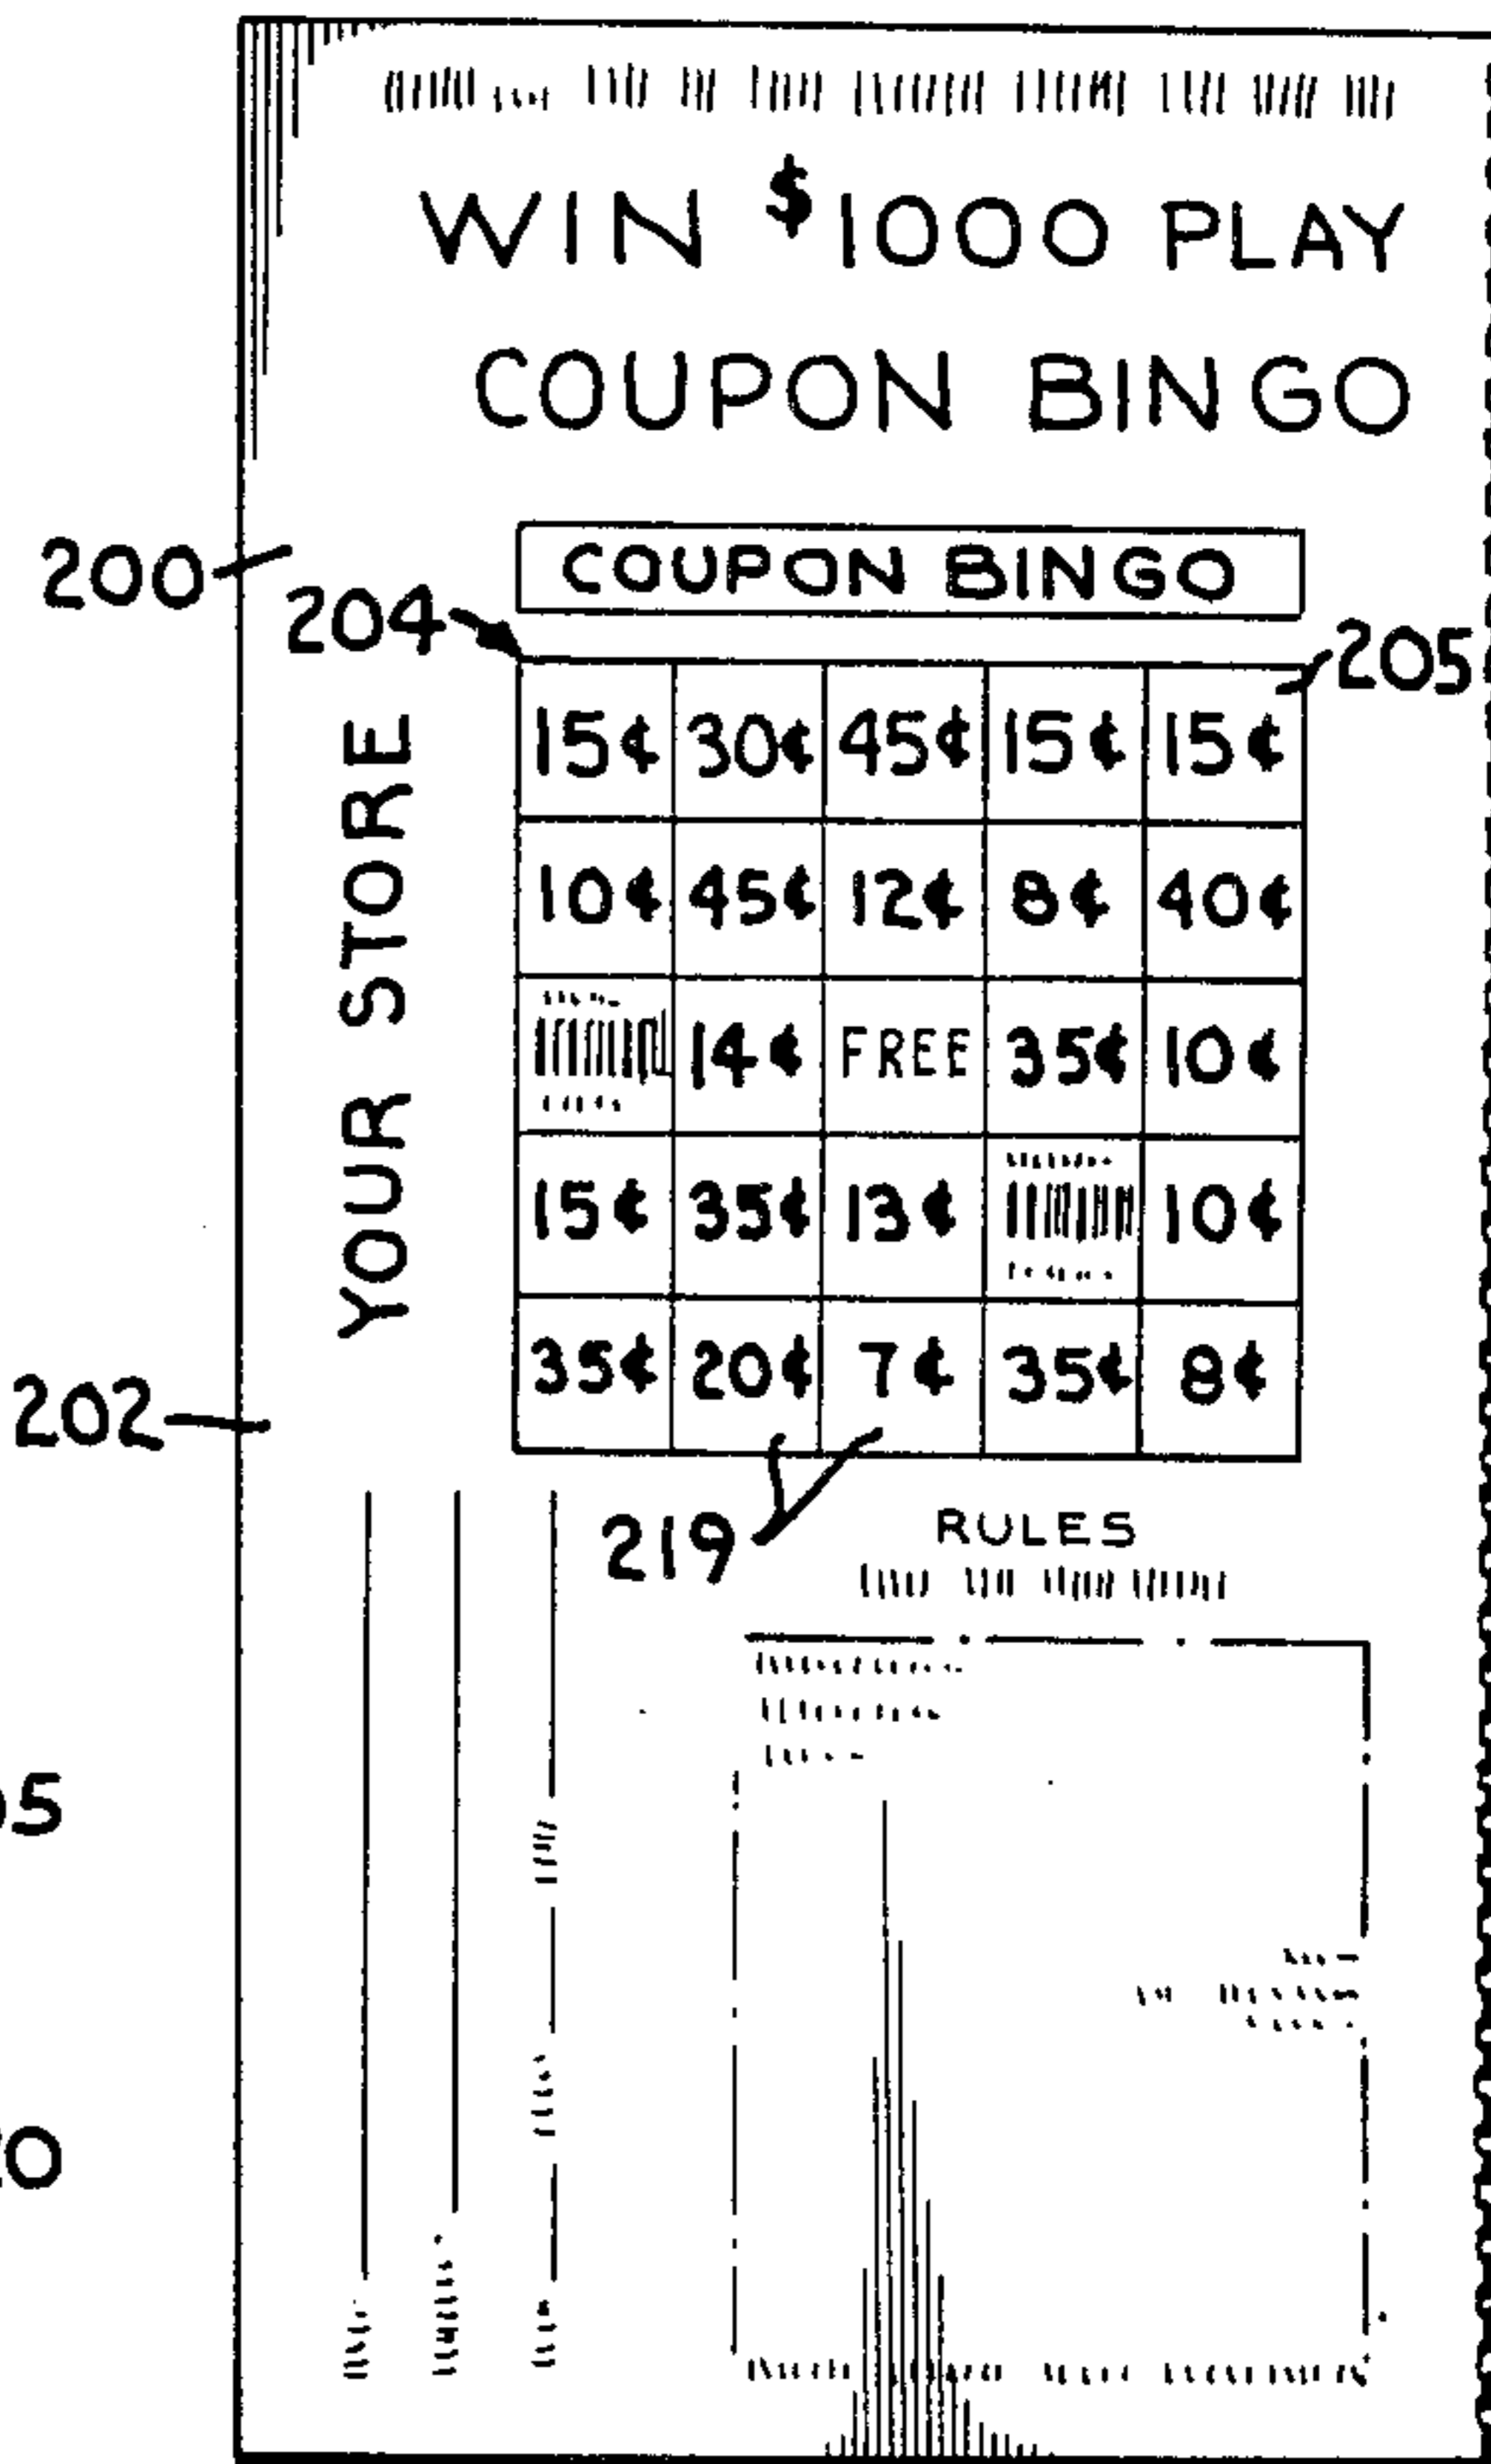 WIN $1000 PLAY
COUPON BINGO
200
COUPON BINGO
204
205
YOUR STORE
15¢ 30¢ 45¢ 15¢ 15¢
10¢ 45¢ 12¢ 8¢ 40¢
14¢ FREE 35¢ 10¢
15¢ 35¢ 13¢ 10¢
35¢ 20¢ 7¢ 35¢ 8¢
202
219
RULES